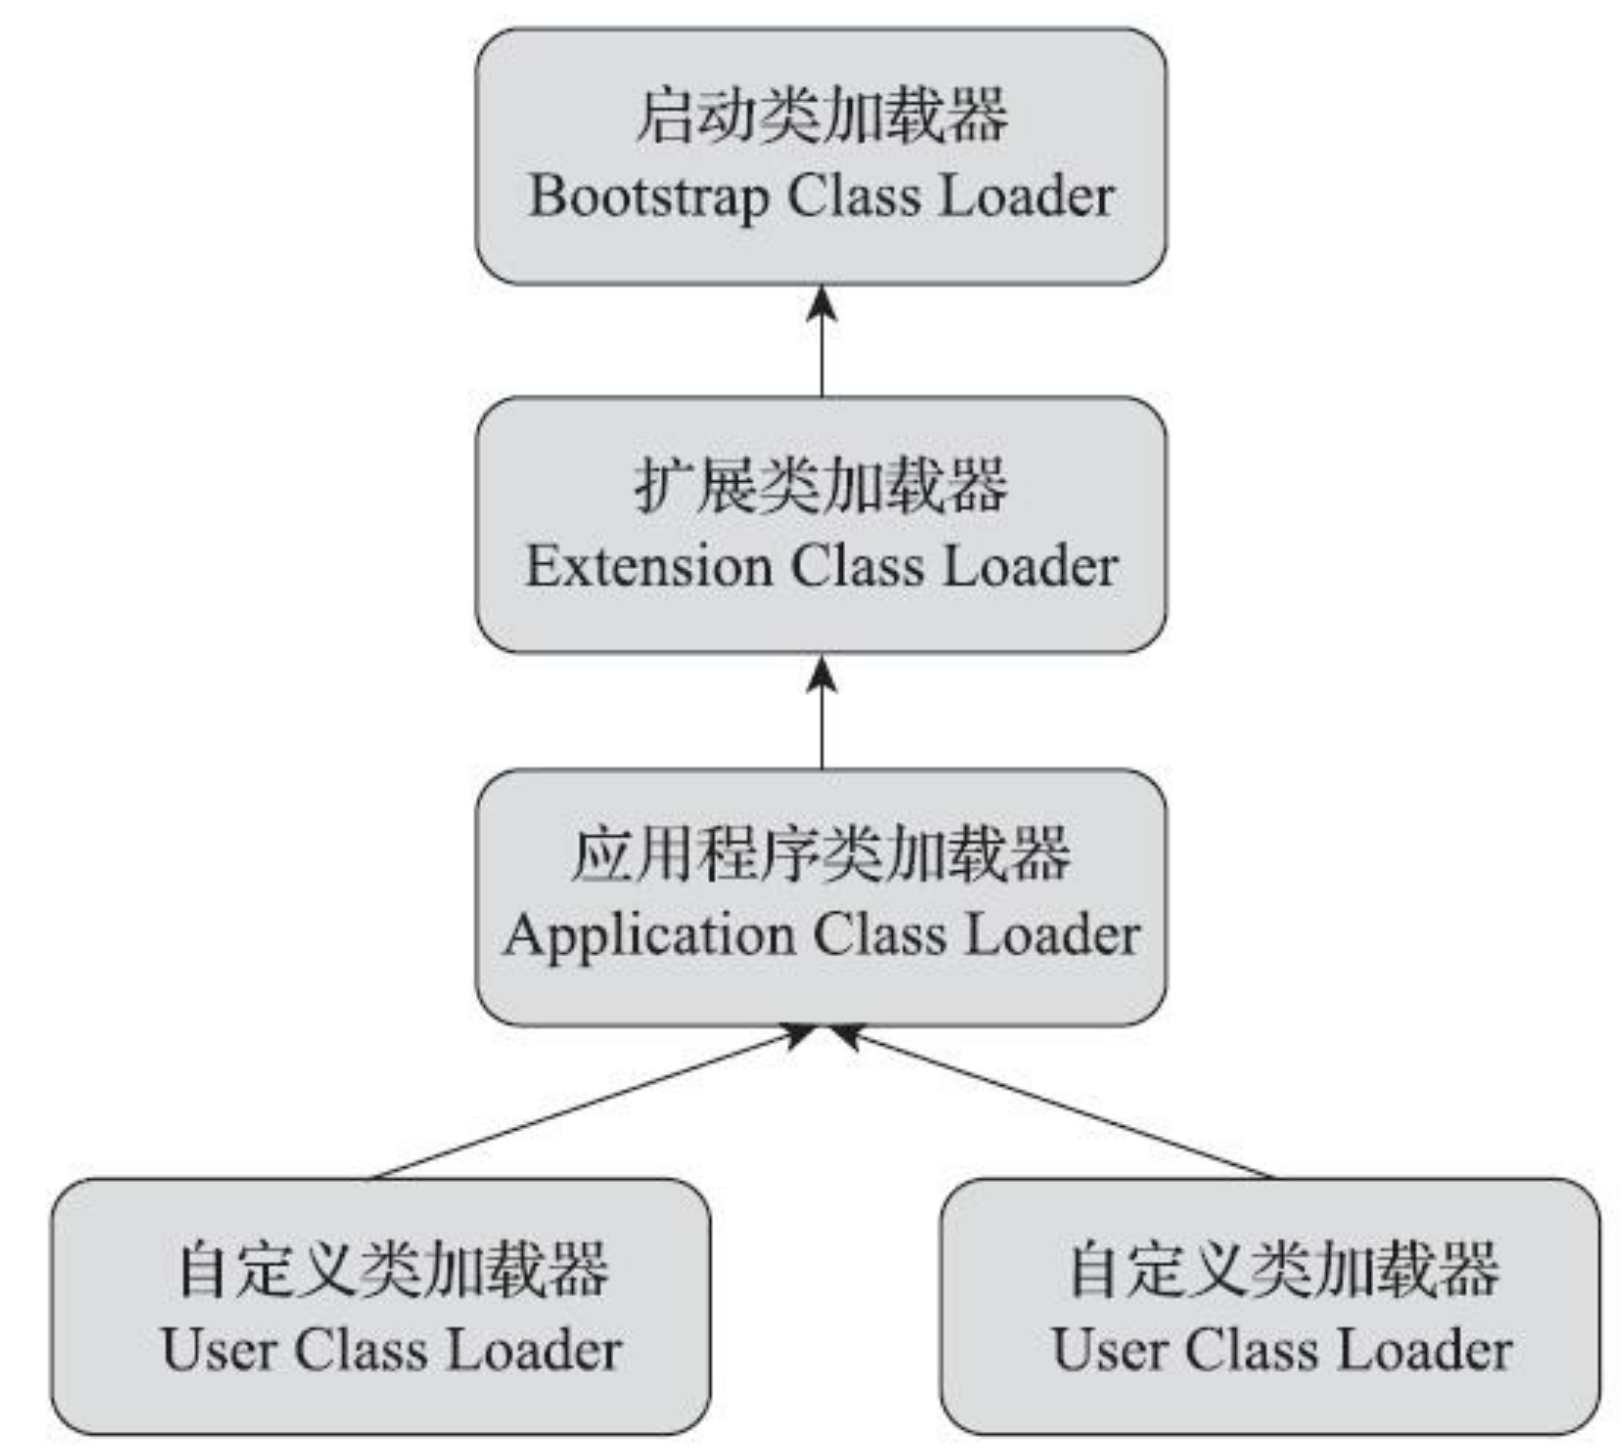 启动类加载器
Bootstrap Class Loader
扩展类加载器
Extension Class Loader
应用程序类加载器
Application Class Loader
自定义类加载器
User Class Loader
自定义类加载器
User Class Loader